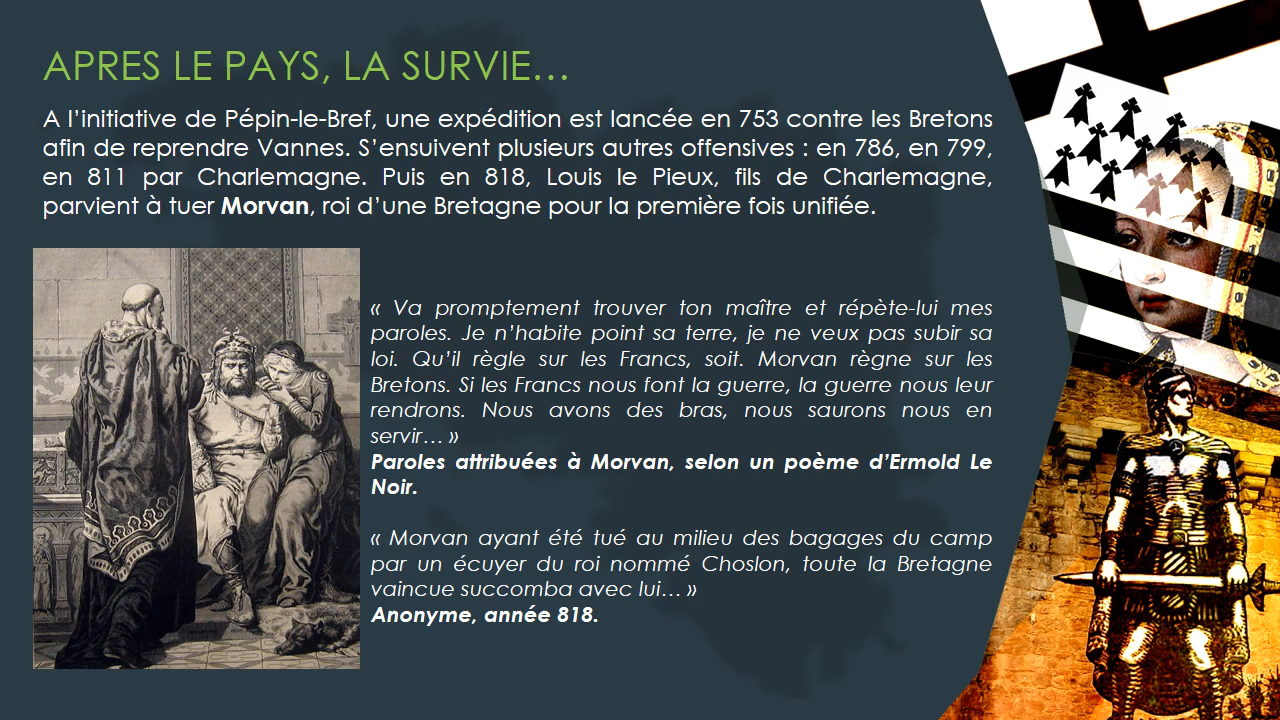 APRES LE PAYS, LA SURVIE…
A l’initiative de Pépin-le-Bref, une expédition est lancée en 753 contre les Bretons
afin de reprendre Vannes. S’ensuivent plusieurs autres offensives : en 786, en 799,
en 811 par Charlemagne. Puis en 818, Louis le Pieux, fils de Charlemagne,
parvient à tuer Morvan, roi d’une Bretagne pour la première fois unifiée.
« Va promptement trouver ton maître et répète-lui mes
paroles. Je n’habite point sa terre, je ne veux pas subir sa
loi. Qu’il règle sur les Francs, soit. Morvan règne sur les
Bretons. Si les Francs nous font la guerre, la guerre nous leur
rendrons. Nous avons des bras, nous saurons nous en
servir… »
Paroles attribuées à Morvan, selon un poème d’Ermold Le
Noir.
« Morvan ayant été tué au milieu des bagages du camp
par un écuyer du roi nommé Choslon, toute la Bretagne
vaincue succomba avec lui… »
Anonyme, année 818.